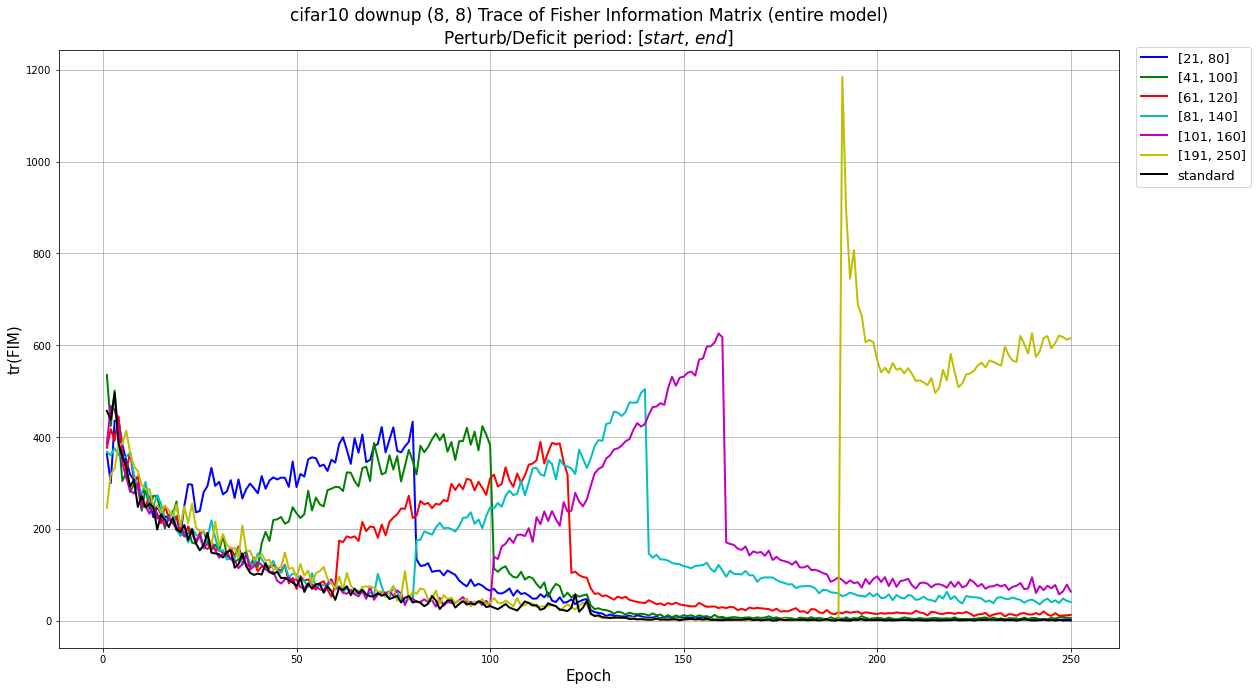 cifar10 downup (8, 8) Trace of Fisher Information Matrix (entire model)
Perturb/Deficit period: [start, end]
[21, 80]
[41, 100]
[61, 120]
[81, 140]
[101, 160]
[191, 250]
standard
tr(FIM)
1200
1000
800
600
400
200
0
0 50 100 150 200 250
Epoch